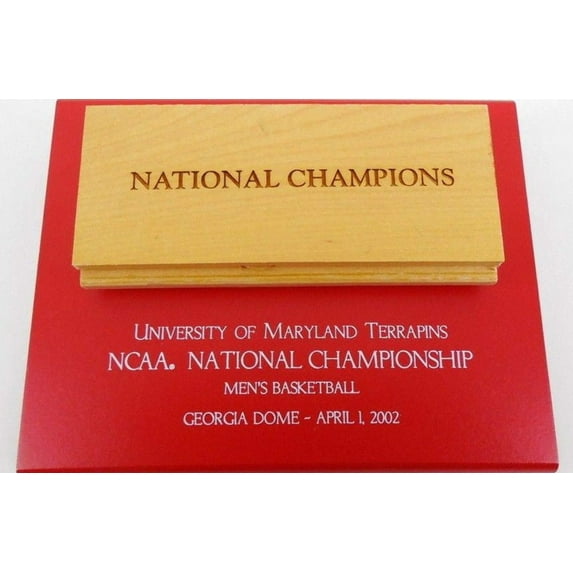 NATIONAL CHAMPIONS
UNIVERSITY OF MARYLAND TERRAPINS
NCAA. NATIONAL CHAMPIONSHIP
MEN'S BASKETBALL
GEORGIA DOME - APRIL 1, 2002